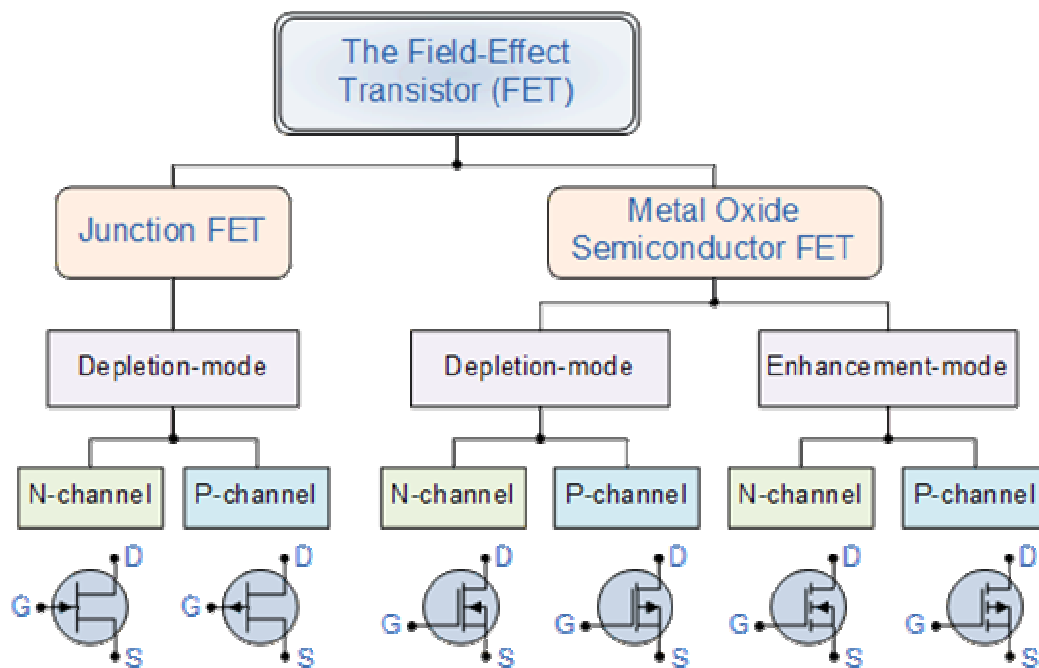 The Field-Effect
Transistor (FET)
Junction FET
Metal Oxide
Semiconductor FET
Depletion-mode
Depletion-mode
Enhancement-mode
N-channel
P-channel
N-channel
P-channel
N-channel
P-channel
D
D
D
D
D
D
G
G
G
G
G
G
S
S
S
S
S
S